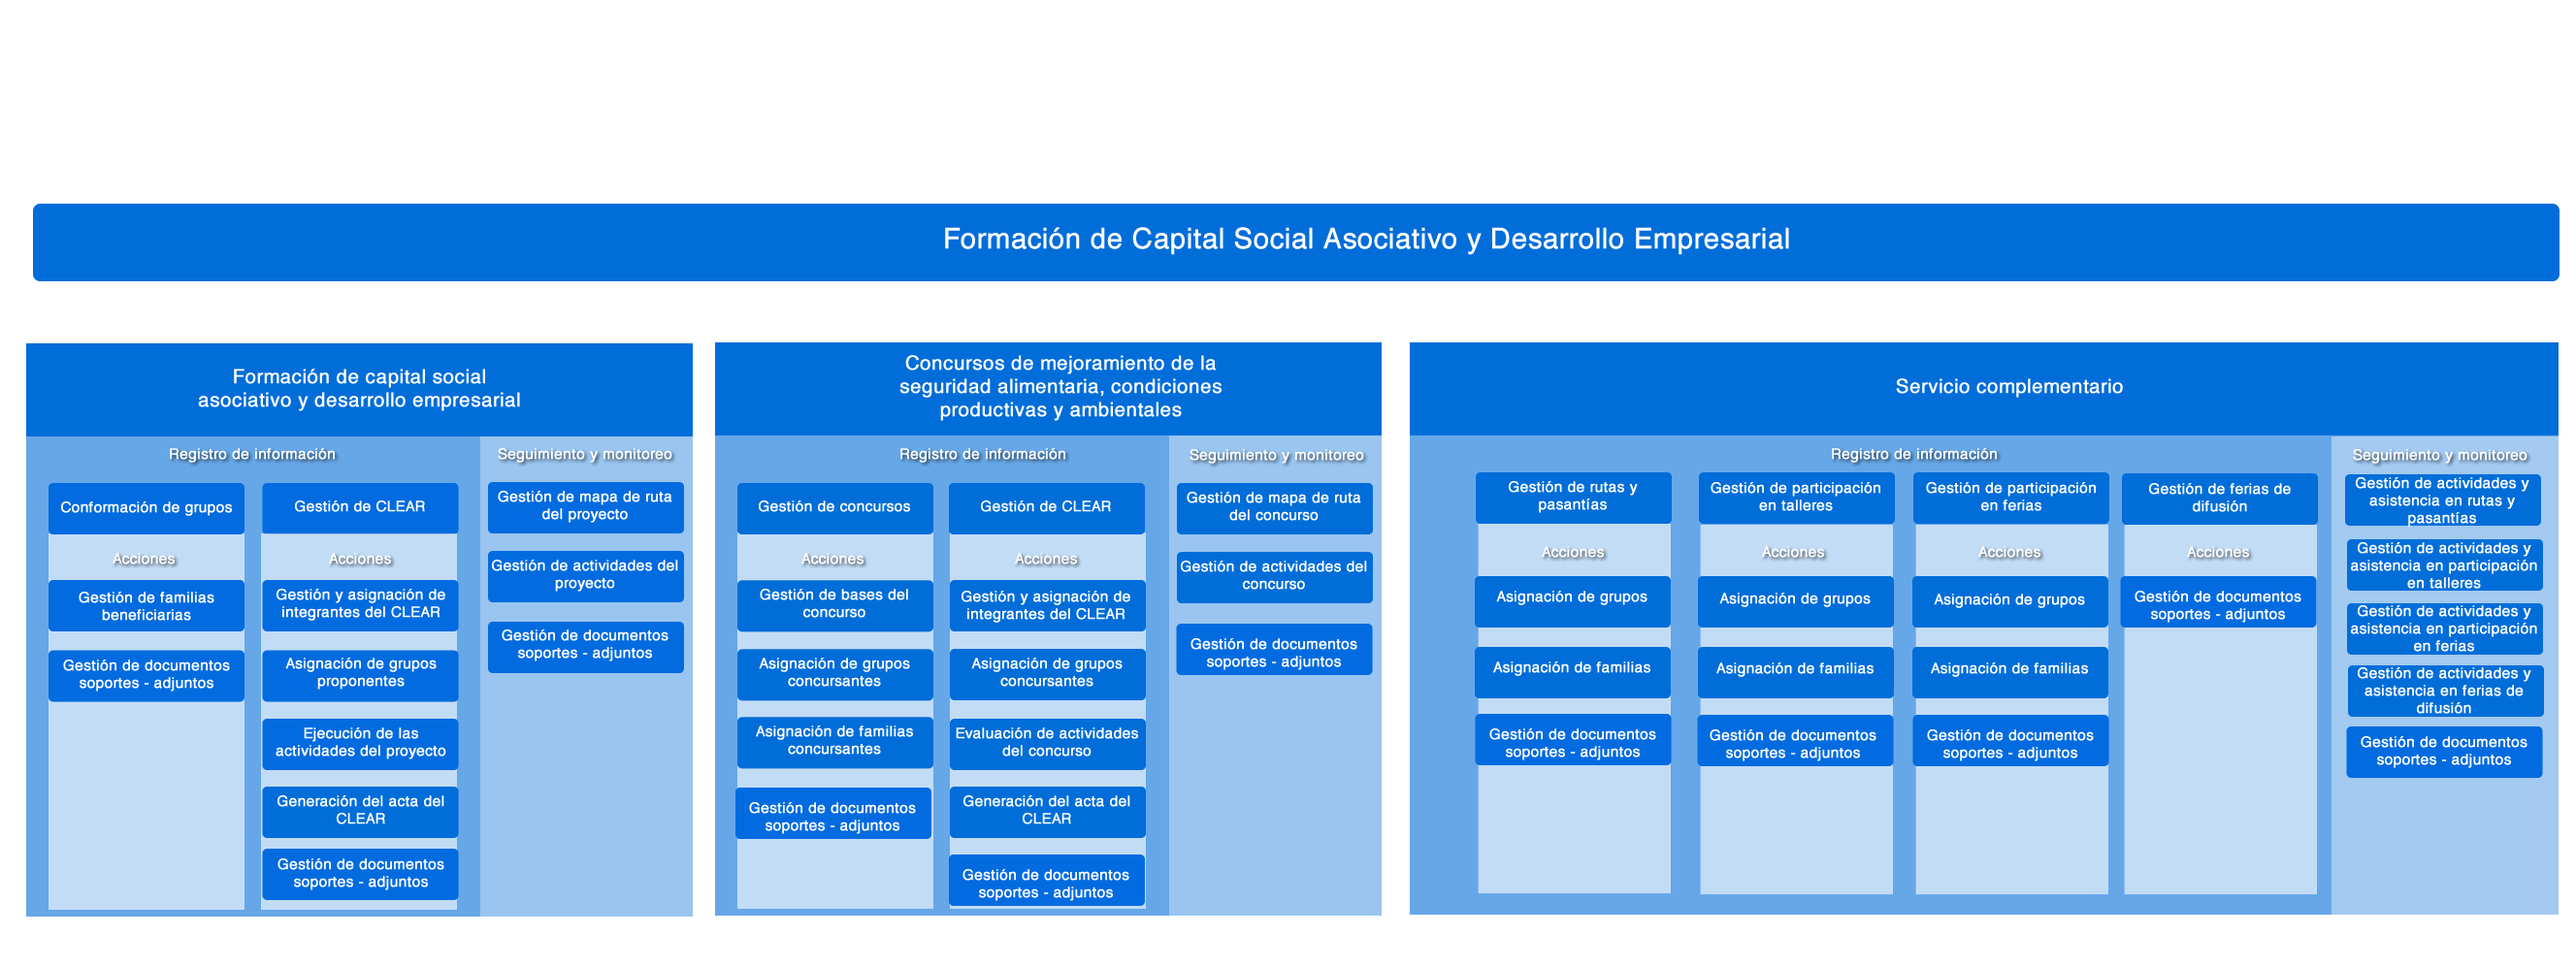 Formación de Capital Social Asociativo y Desarrollo Empresarial
Formación de capital social
asociativo y desarrollo empresarial
Registro de información
Conformación de grupos
Acciones
Gestión de familias
beneficiarias
Gestión de documentos
soportes - adjuntos
Gestión de CLEAR
Acciones
Gestión y asignación de
integrantes del CLEAR
Asignación de grupos
proponentes
Ejecución de las
actividades del proyecto
Generación del acta del
CLEAR
Gestión de documentos
soportes - adjuntos
Seguimiento y monitoreo
Gestión de mapa de ruta
del proyecto
Gestión de actividades del
proyecto
Gestión de documentos
soportes - adjuntos
Concursos de mejoramiento de la
seguridad alimentaria, condiciones
productivas y ambientales
Registro de información
Gestión de concursos
Acciones
Gestión de bases del
concurso
Asignación de grupos
concursantes
Asignación de familias
concursantes
Gestión de documentos
soportes - adjuntos
Gestión de CLEAR
Acciones
Gestión y asignación de
integrantes del CLEAR
Asignación de grupos
concursantes
Evaluación de actividades
del concurso
Generación del acta del
CLEAR
Gestión de documentos
soportes - adjuntos
Seguimiento y monitoreo
Gestión de mapa de ruta
del concurso
Gestión de actividades del
concurso
Gestión de documentos
soportes - adjuntos
Servicio complementario
Registro de información
Gestión de rutas y
pasantías
Acciones
Asignación de grupos
Asignación de familias
Gestión de documentos
soportes - adjuntos
Gestión de participación
en talleres
Acciones
Asignación de grupos
Asignación de familias
Gestión de documentos
soportes - adjuntos
Gestión de participación
en ferias
Acciones
Asignación de grupos
Asignación de familias
Gestión de documentos
soportes - adjuntos
Gestión de ferias de
difusión
Acciones
Gestión de documentos
soportes - adjuntos
Seguimiento y monitoreo
Gestión de actividades y
asistencia en rutas y
pasantías
Gestión de actividades y
asistencia en participación
en talleres
Gestión de actividades y
asistencia en participación
en ferias
Gestión de actividades y
asistencia en ferias de
difusión
Gestión de documentos
soportes - adjuntos